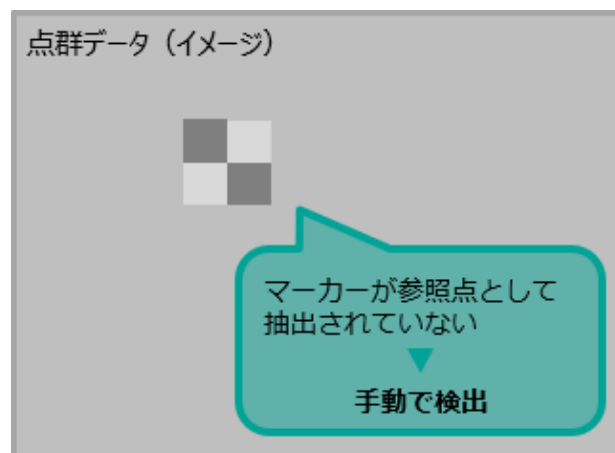 点群データ（イメージ）
マーカーが参照点として
抽出されていない
▼
手動で検出